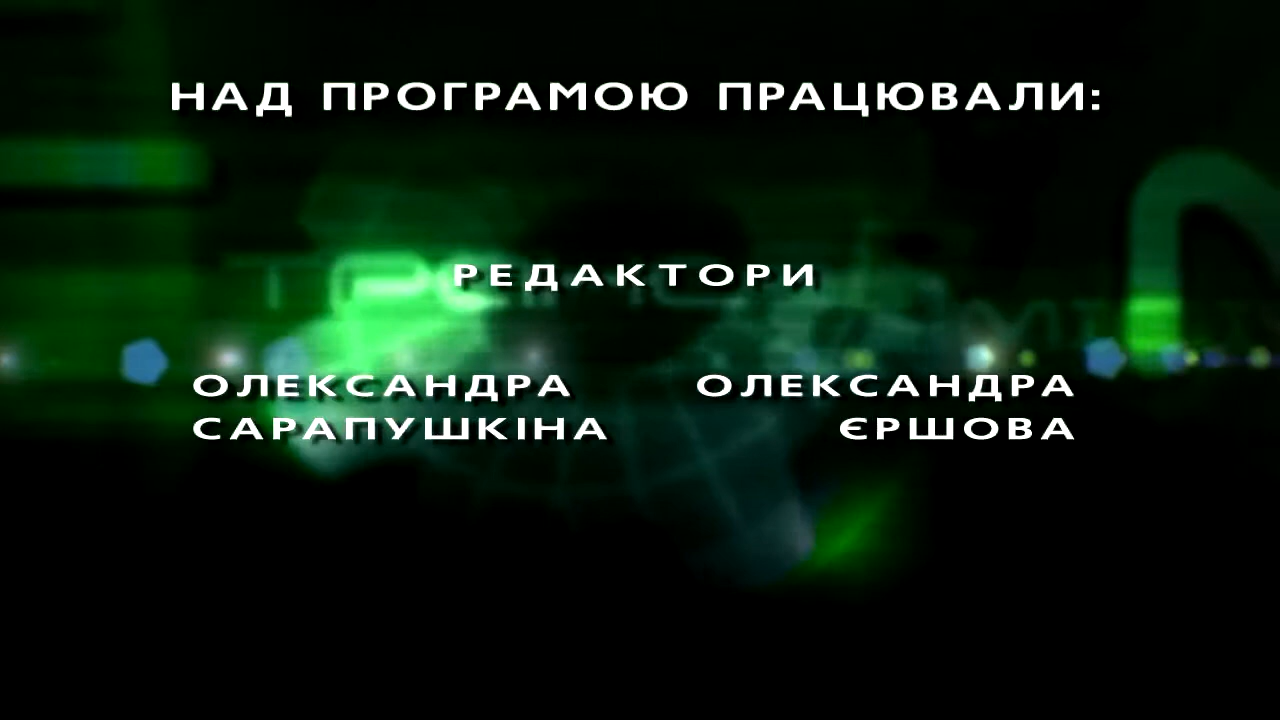 НАД ПРОГРАМОЮ ПРАЦЮВАЛИ:
РЕДАКТОРИ
ОЛЕКСАНДРА ОЛЕКСАНДРА
САРАПУШКІНА ЄРШОВА